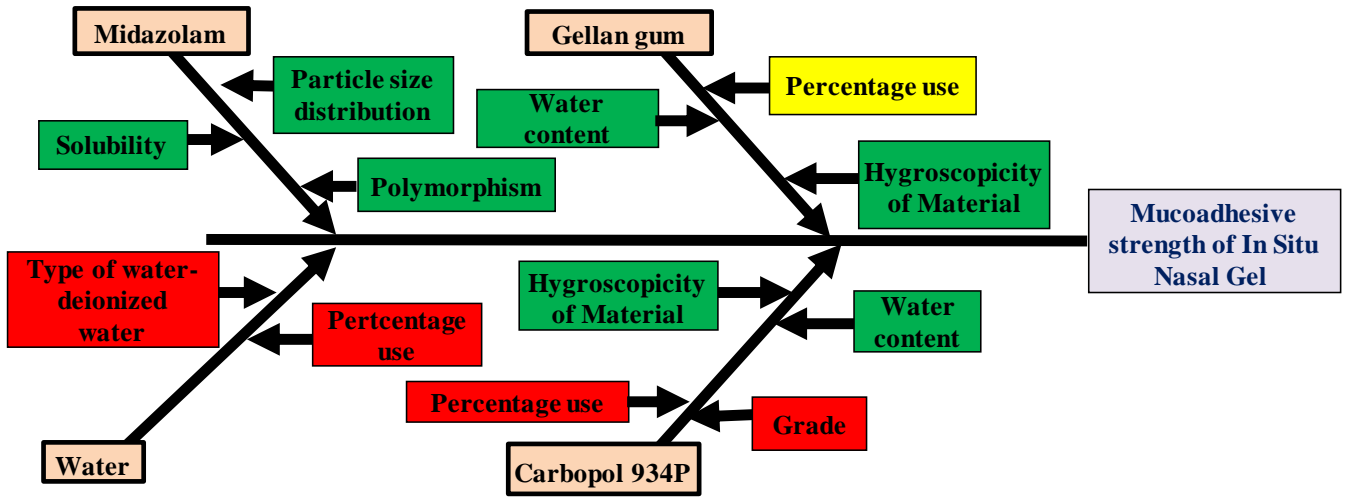 Midazolam
Particle size
distribution
Solubility
Polymorphism
Gellan gum
Percentage use
Water
content
Hygroscopicity
of Material
Mucoadhesive
strength of In Situ
Nasal Gel
Type of water-
deionized
water
Pertcentage
use
Water
Hygroscopicity
of Material
Water
content
Percentage use
Grade
Carbopol 934P